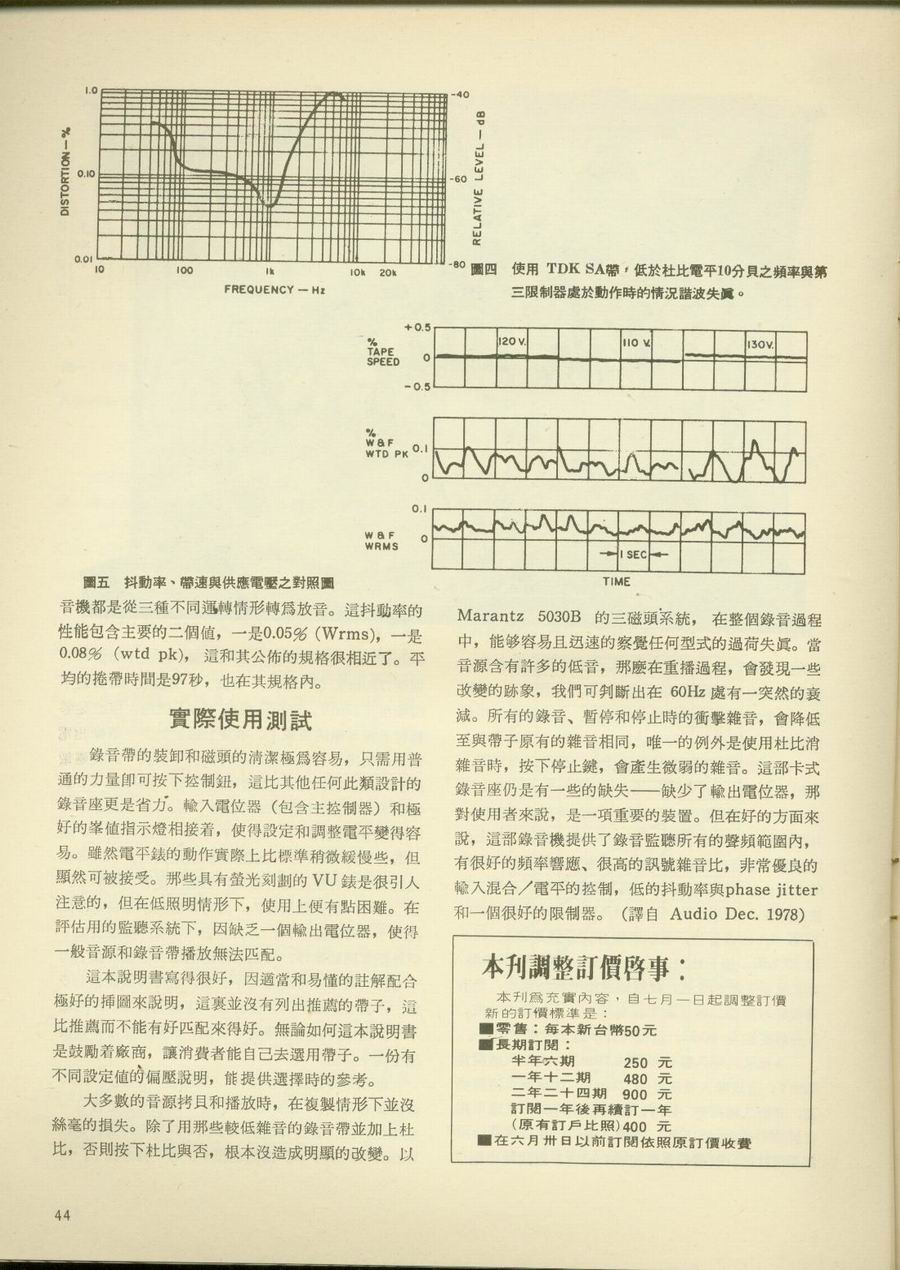 1.0
0.10
0.01
DISTORTION — %
10 100 1k 10k 20k
FREQUENCY — Hz
-40
-60
-80
RELATIVE LEVEL — dB
圖四 使用 TDK SA帶，低於杜比電平10分貝之頻率與第
三限制器處於動作時的情況諧波失眞。
%
TAPE
SPEED
+0.5
0
-0.5
120 V. 110 V. 130V.
%
W&F
WTD PK
0.1
0
W&F
WRMS
0.1
0
1 SEC
TIME
圖五 抖動率、帶速與供應電壓之對照圖
音機都是從三種不同運轉情形轉爲放音。這抖動率的
性能包含主要的二個値，一是0.05%（Wrms)，一是
0.08%（wtd pk)， 這和其公佈的規格很相近了。平
均的捲帶時間是97秒，也在其規格內。
實際使用測試
錄音帶的裝卸和磁頭的清潔極爲容易，只需用普
通的力量卽可按下控制鈕，這比其他任何此類設計的
錄音座更是省力。輸入電位器（包含主控制器）和極
好的峯値指示燈相接着，使得設定和調整電平變得容
易。雖然電平錶的動作實際上比標準稍微緩慢些，但
顯然可被接受。那些具有螢光刻劃的 VU 錶是很引人
注意的，但在低照明情形下，使用上便有點困難。在
評估用的監聽系統下，因缺乏一個輸出電位器，使得
一般音源和錄音帶播放無法匹配。
這本說明書寫得很好，因適當和易懂的註解配合
極好的揷圖來說明，這裏並沒有列出推薦的帶子，這
比推薦而不能有好匹配來得好。無論如何這本說明書
是鼓勵着廠商，讓消費者能自己去選用帶子。一份有
不同設定値的偏壓說明，能提供選擇時的參考。
大多數的音源拷貝和播放時，在複製情形下並沒
絲毫的損失。除了用那些較低雜音的錄音帶並加上杜
比，否則按下杜比與否，根本沒造成明顯的改變。以
Marantz 5030B 的三磁頭系統， 在整個錄音過程
中，能够容易且迅速的察覺任何型式的過荷失眞。當
音源含有許多的低音，那麼在重播過程，會發現一些
改變的跡象，我們可判斷出在 60Hz 處有一突然的衰
減。所有的錄音、暫停和停止時的衝擊雜音，會降低
至與帶子原有的雜音相同，唯一的例外是使用杜比消
雜音時，按下停止鍵，會產生微弱的雜音。這部卡式
錄音座仍是有一些的缺失——缺少了輸出電位器，那
對使用者來說，是一項重要的裝置。但在好的方面來
說，這部錄音機提供了錄音監聽所有的聲頻範圍內，
有很好的頻率響應、很高的訊號雜音比，非常優良的
輸入混合／電平的控制，低的抖動率與phase jitter
和一個很好的限制器。（譯自 Audio Dec. 1978）
本刊調整訂價啓事：
本刊爲充實內容，自七月一日起調整訂價
新的訂價標準是：
■零售：每本新台幣50元
■長期訂閱：
半年六期 250 元
一年十二期 480 元
二年二十四期 900 元
訂閱一年後再續訂一年
(原有訂戶比照)400 元
■在六月卅日以前訂閱依照原訂價收費
44